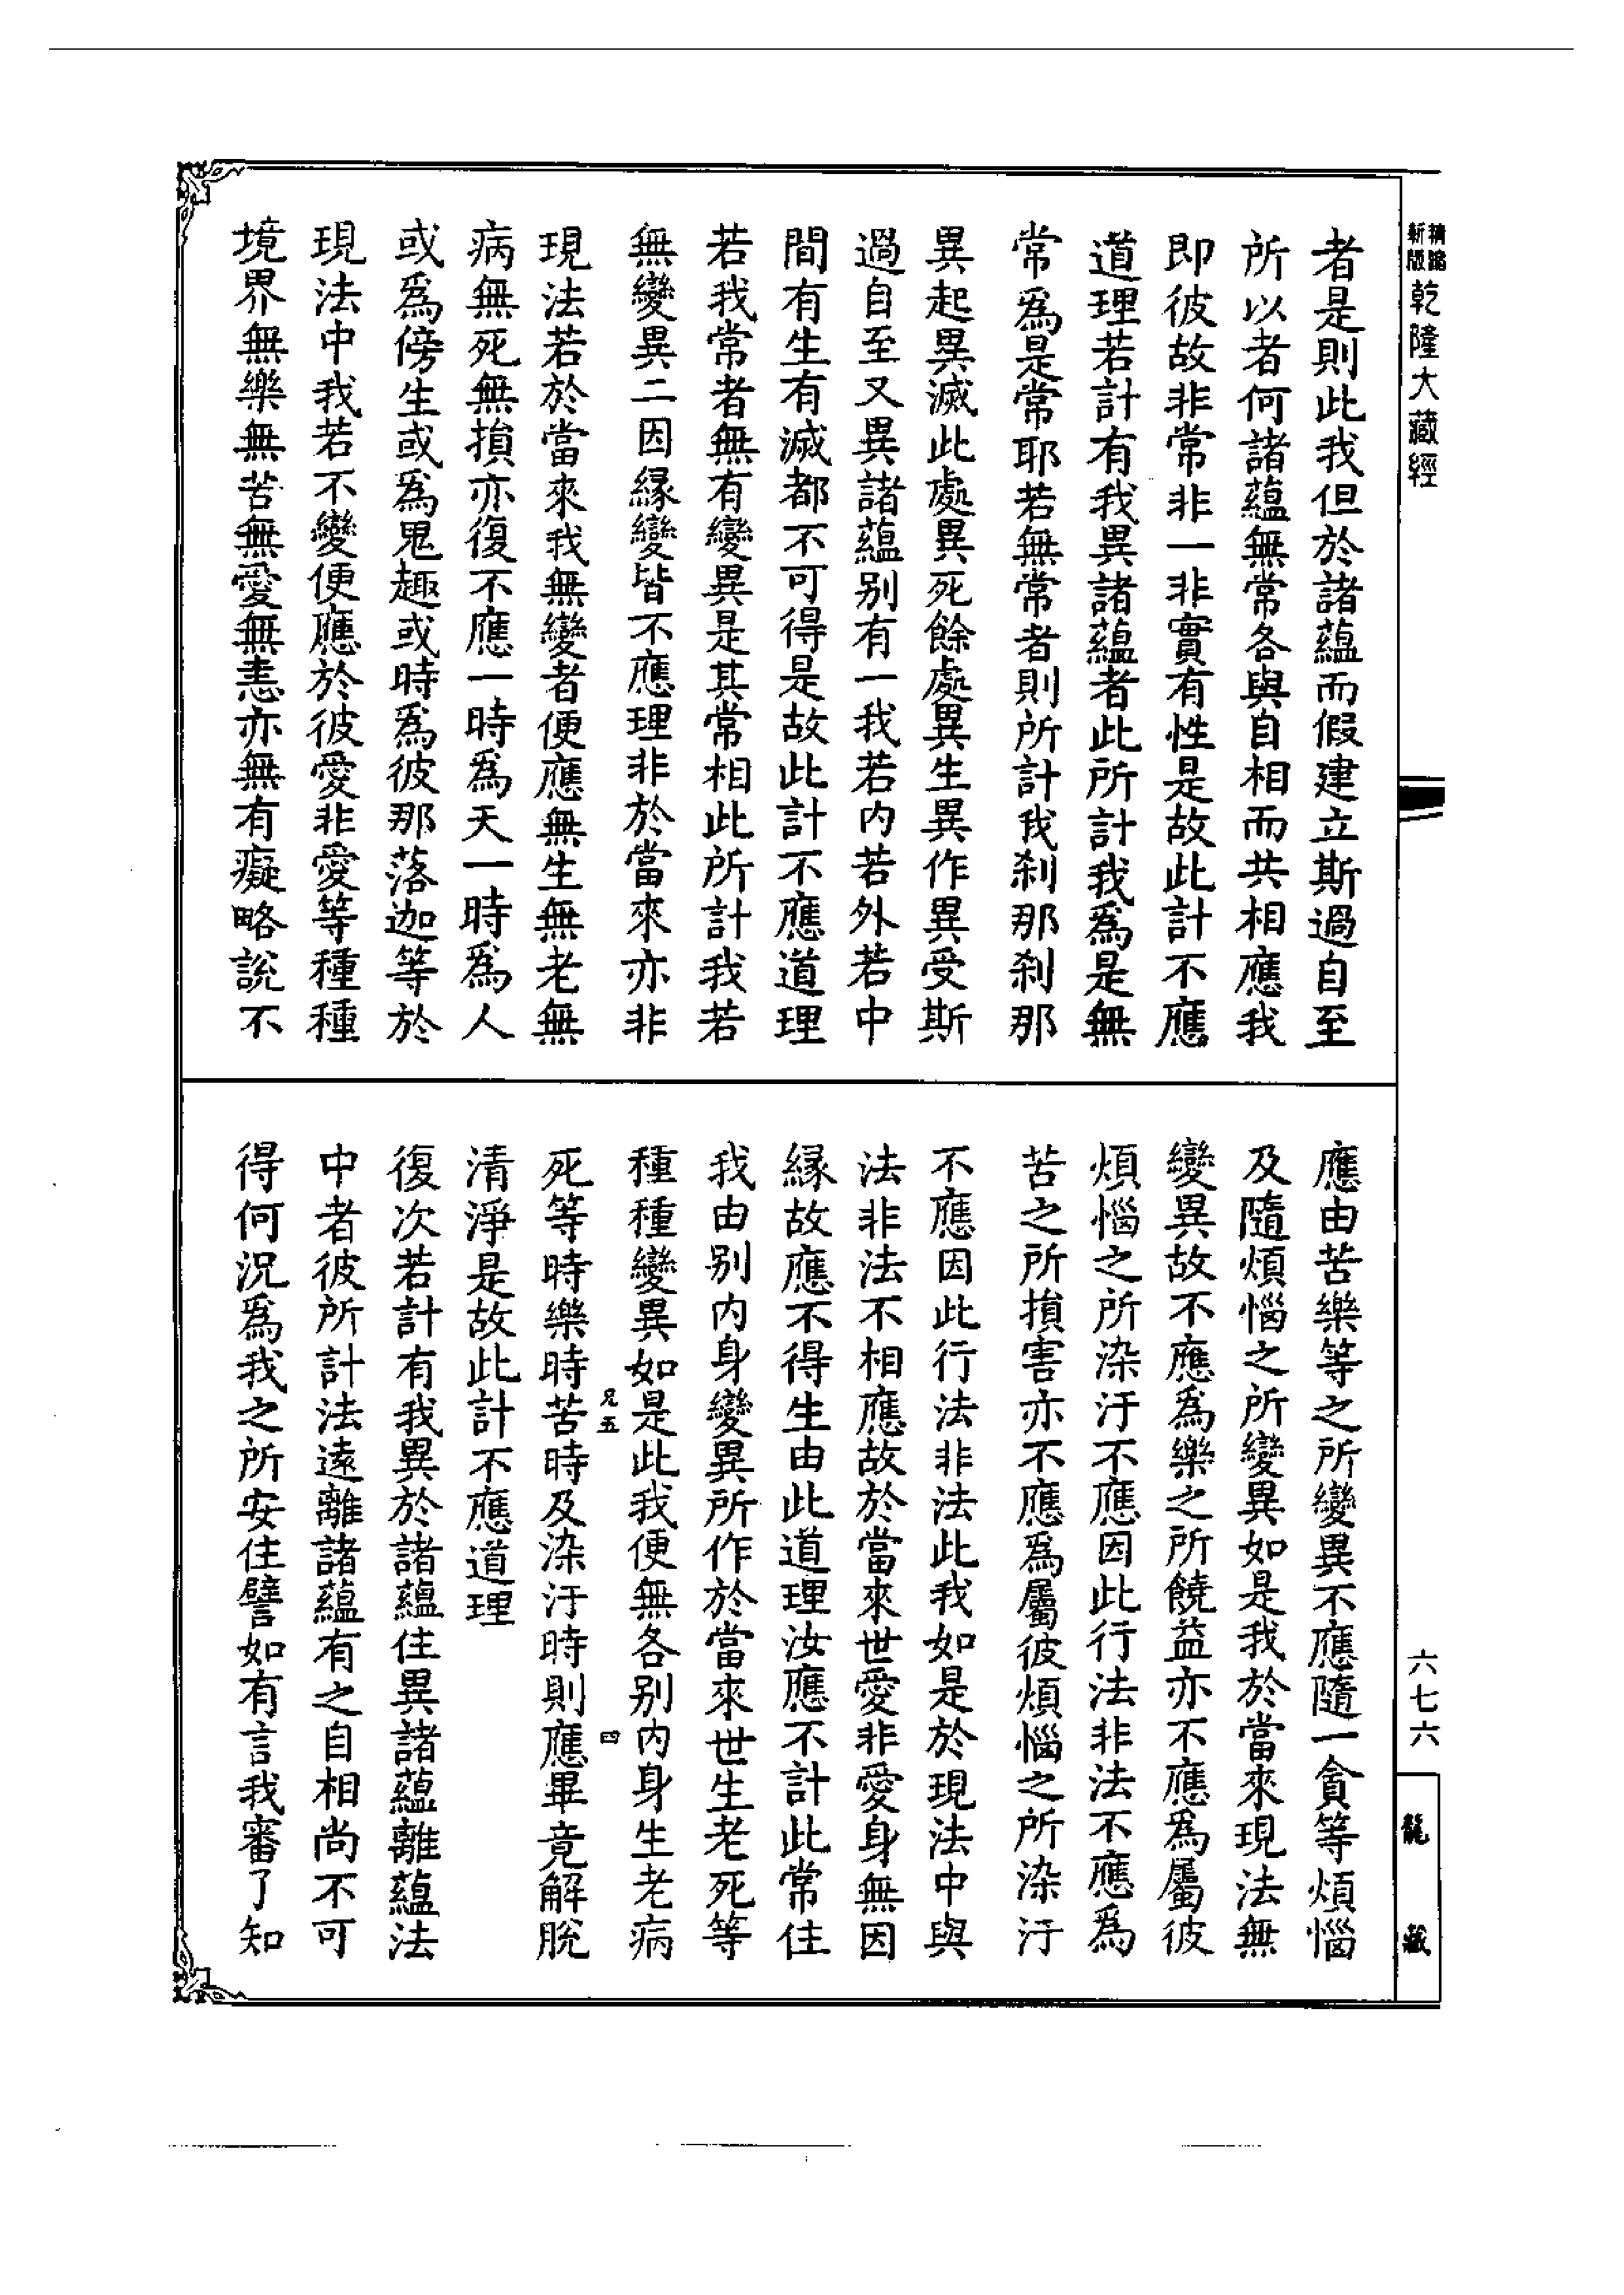 精縮新版乾隆大藏經
者是則此我但於諸蘊而假建立斯過自至
所以者何諸蘊無常各與自相而共相應我
即彼故非常非一非實有性是故此計不應
道理若計有我異諸蘊者此所計我爲是無
常爲是常耶若無常者則所計我刹那刹那
異起異滅此處異死餘處異生異作異受斯
過自至又異諸蘊別有一我若內若外若中
間有生有滅都不可得是故此計不應道理
若我常者無有變異是其常相此所計我若
無變異二因緣變皆不應理非於當來亦非
現法若於當來我無變者便應無生無老無
病無死無損亦復不應一時爲天一時爲人
或爲傍生或爲鬼趣或時爲彼那落迦等於
現法中我若不變便應於彼愛非愛等種種
境界無樂無苦無愛無恚亦無有癡略說不
應由苦樂等之所變異不應隨一貪等煩惱
及隨煩惱之所變異如是我於當來現法無
變異故不應爲樂之所饒益亦不應爲屬彼
煩惱之所染汙不應因此行法非法不應爲
苦之所損害亦不應爲屬彼煩惱之所染汙
不應因此行法非法此我如是於現法中與
法非法不相應故於當來世愛非愛身無因
緣故應不得生由此道理汝應不計此常住
我由別內身變異所作於當來世生老死等
種種變異如是此我便無各別內身生老病
兄五 四
死等時樂時苦時及染汙時則應畢竟解脫
清淨是故此計不應道理
復次若計有我異於諸蘊住異諸蘊離蘊法
中者彼所計法遠離諸蘊有之自相尚不可
得何況爲我之所安住譬如有言我審了知
六七六
龍藏